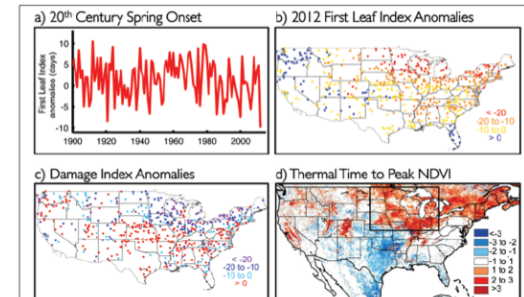 a) 20th Century Spring Onset
First Leaf Index
anomalies (days)
10
5
0
-5
-10
1900
1920
1940
1960
1980
2000
b) 2012 First Leaf Index Anomalies
< -20
-20 to -10
-10 to 0
> 0
c) Damage Index Anomalies
< -20
-20 to -10
-10 to 0
> 0
d) Thermal Time to Peak NDVI
<-3
-3 to -2
-2 to -1
-1 to 1
1 to 2
2 to 3
>3